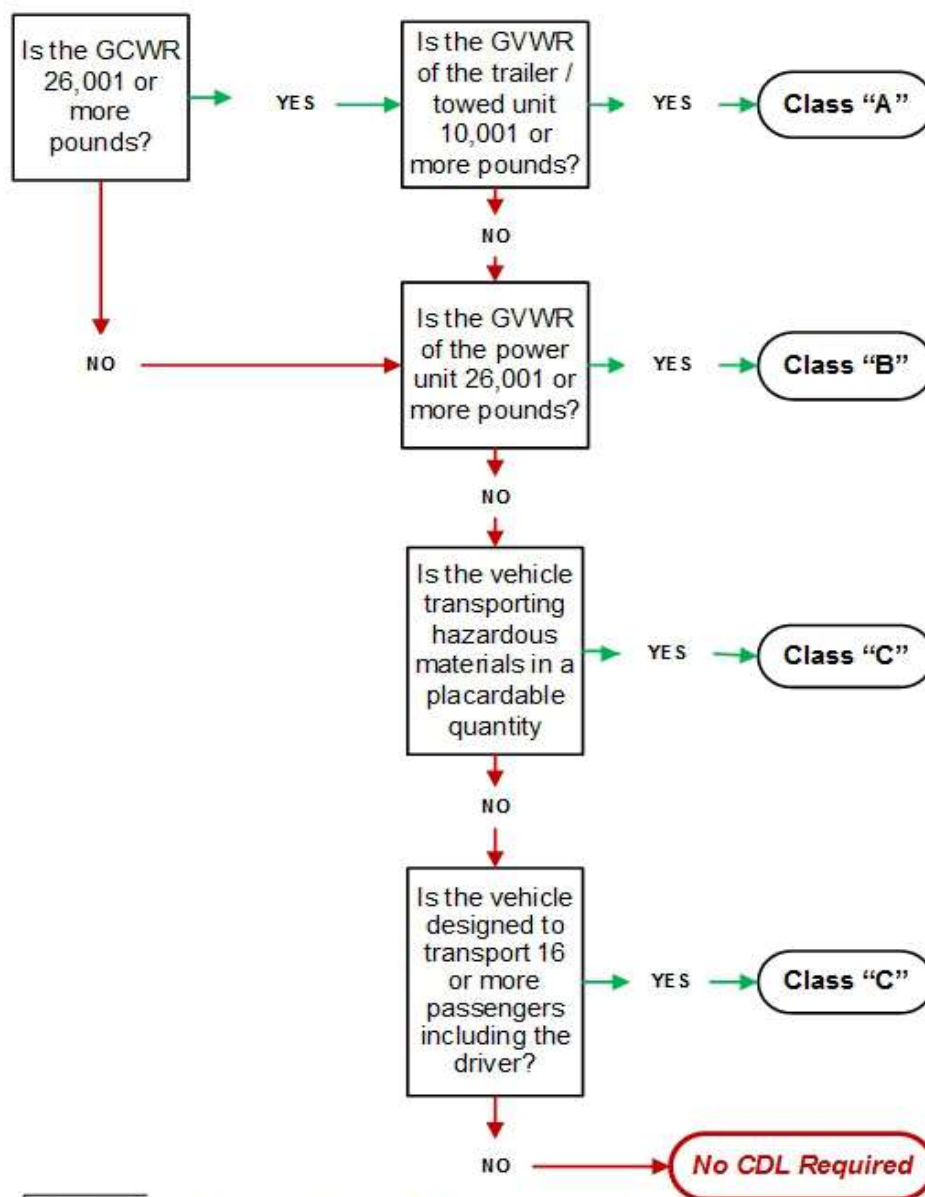 Is the GCWR
26,001 or
more
pounds?
YES
Is the GVWR
of the trailer /
towed unit
10,001 or
more pounds?
YES
Class “A”
NO
NO
Is the GVWR
of the power
unit 26,001 or
more pounds?
YES
Class “B”
NO
Is the vehicle
transporting
hazardous
materials in a
placardable
quantity
YES
Class “C”
NO
Is the vehicle
designed to
transport 16
or more
passengers
including the
driver?
YES
Class “C”
NO
No CDL Required